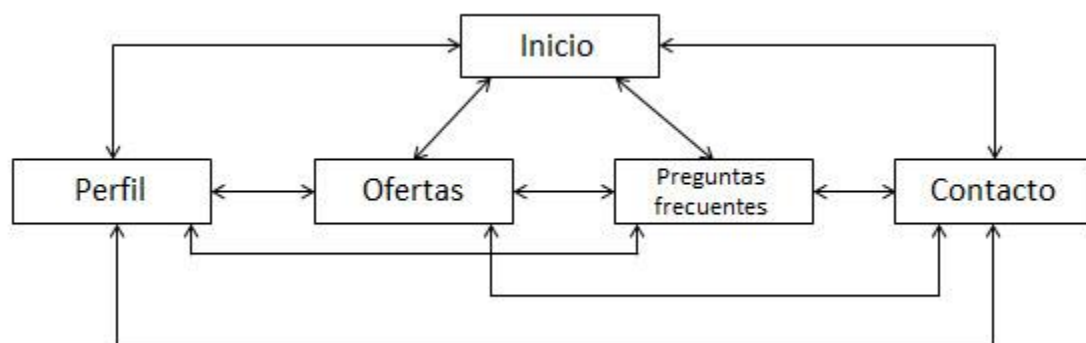 Inicio
Perfil
Ofertas
Preguntas
frecuentes
Contacto